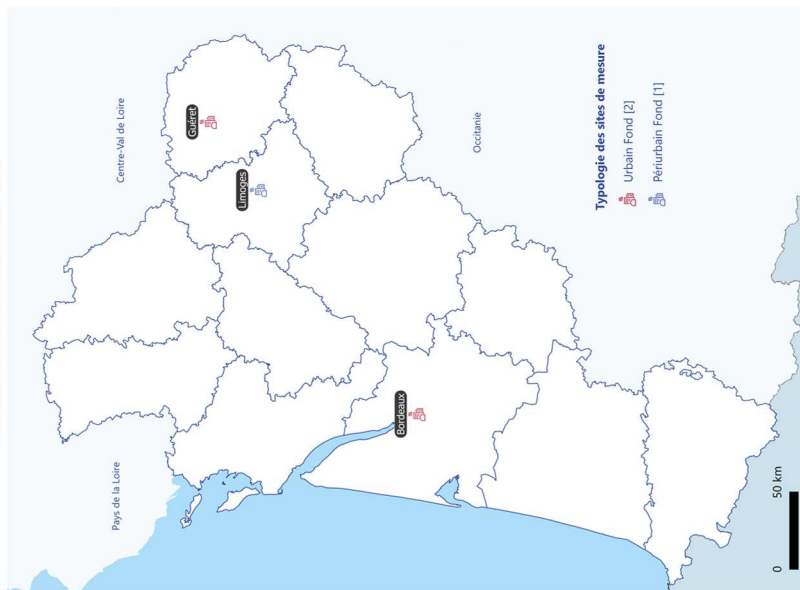 Centre-Val de Loire
Guéret
Limoges
Pays de la Loire
Bordeaux
Occitanie
Typologie des sites de mesure
Urbain Fond [2]
Périurbain Fond [1]
0 50 km